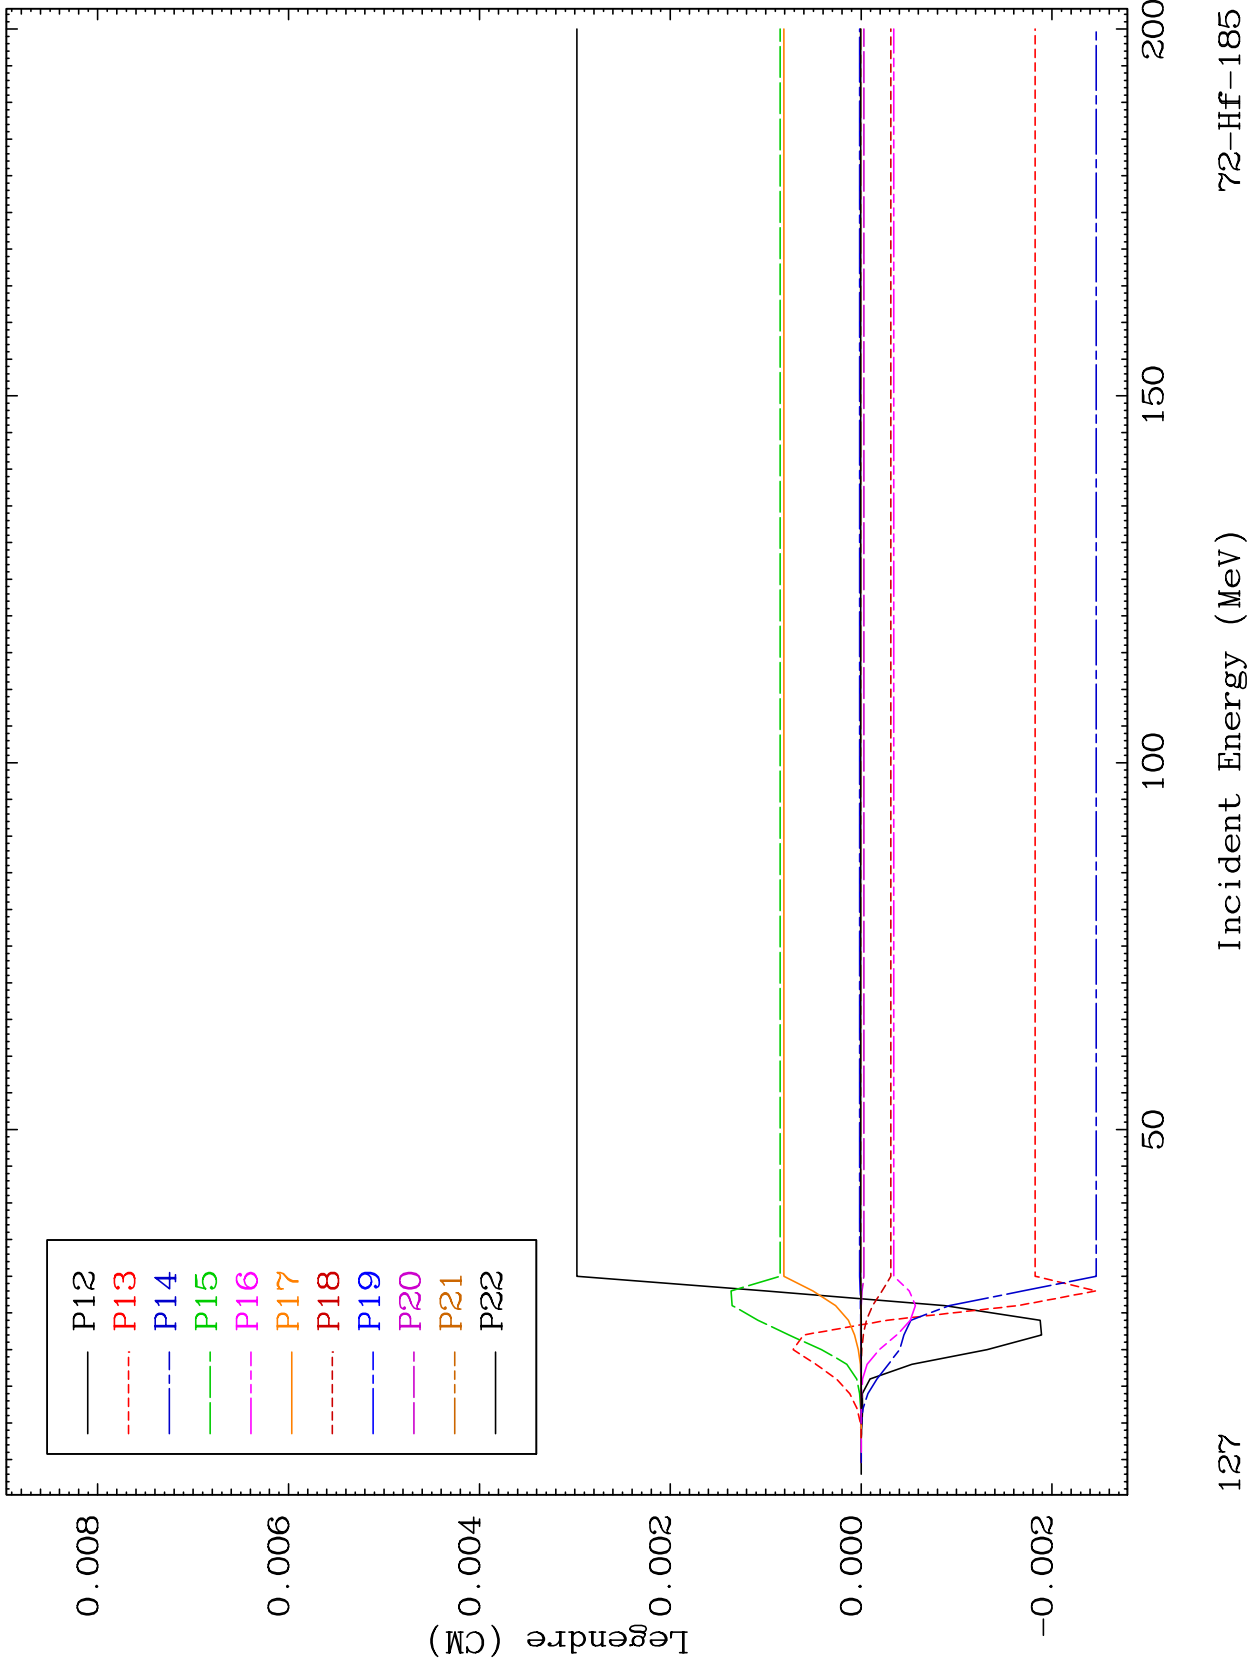 P12
P13
P14
P15
P16
P17
P18
P19
P20
P21
P22
0.008
0.006
0.004
0.002
0.000
-0.002
Legendre (CM)
50
100
150
200
Incident Energy (MeV)
127
72-Hf-185